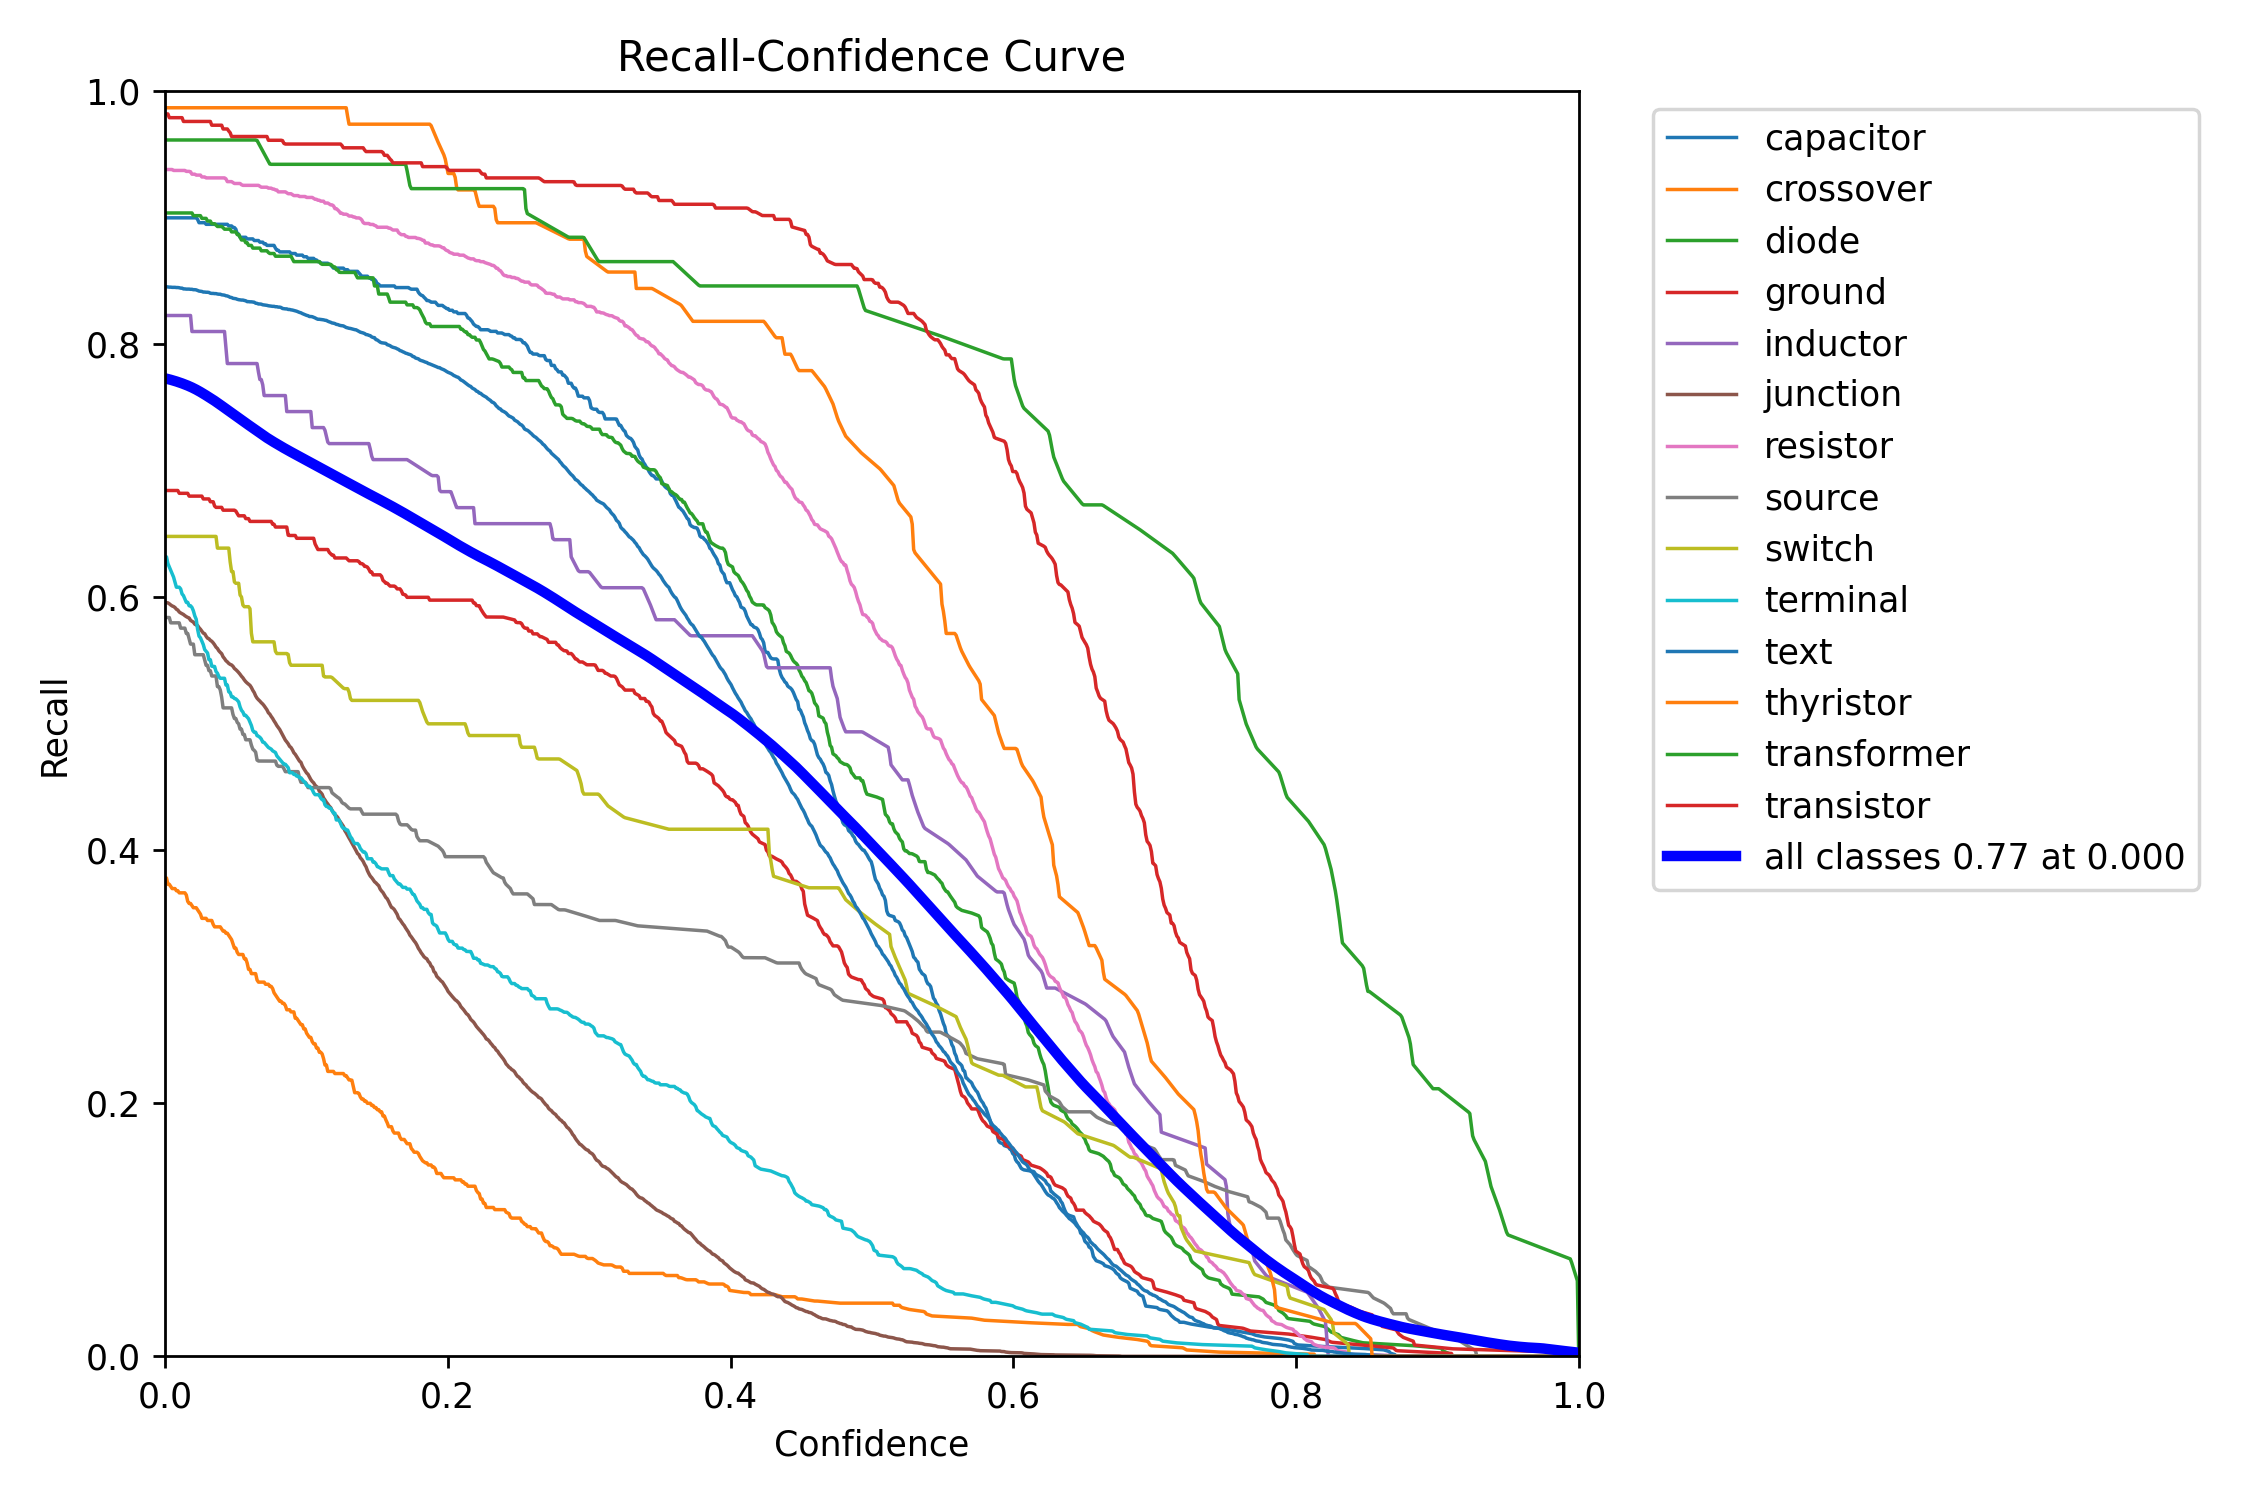 Recall-Confidence Curve
1.0
0.8
0.6
0.4
0.2
0.0
Recall
0.0 0.2 0.4 0.6 0.8 1.0
Confidence
capacitor
crossover
diode
ground
inductor
junction
resistor
source
switch
terminal
text
thyristor
transformer
transistor
all classes 0.77 at 0.000